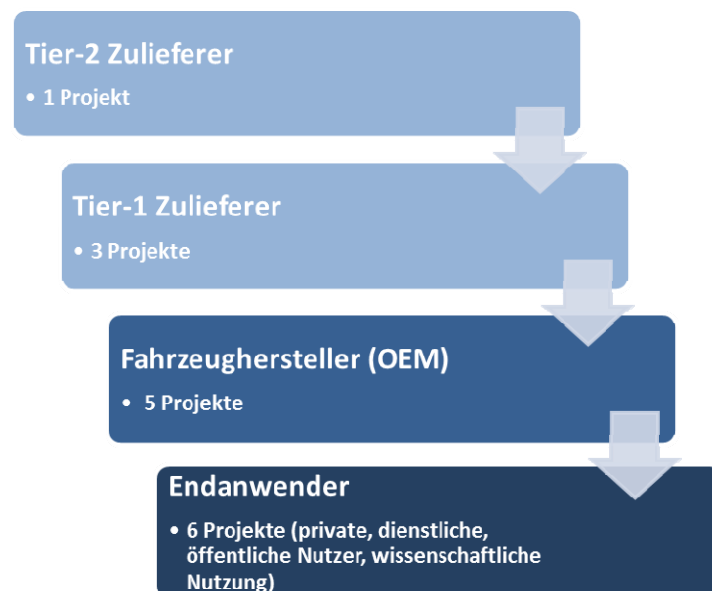 Tier-2 Zulieferer
• 1 Projekt
Tier-1 Zulieferer
• 3 Projekte
Fahrzeughersteller (OEM)
• 5 Projekte
Endanwender
• 6 Projekte (private, dienstliche,
öffentliche Nutzer, wissenschaftliche
Nutzung)